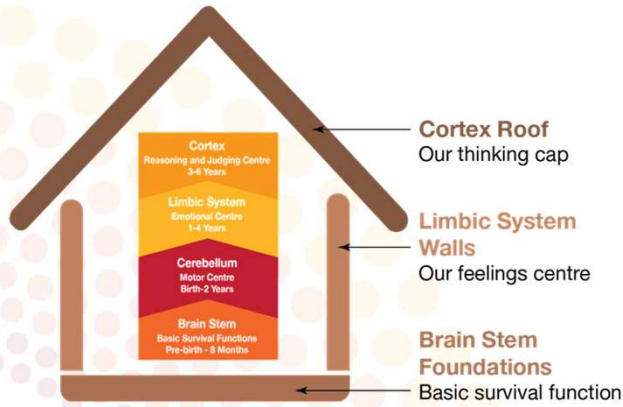 Cortex
Reasoning and Judging Centre
3-6 Years
Limbic System
Emotional Centre
1-4 Years
Cerebellum
Motor Centre
Birth-2 Years
Brain Stem
Basic Survival Functions
Pre-birth - 8 Months
Cortex Roof
Our thinking cap
Limbic System
Walls
Our feelings centre
Brain Stem
Foundations
Basic survival function